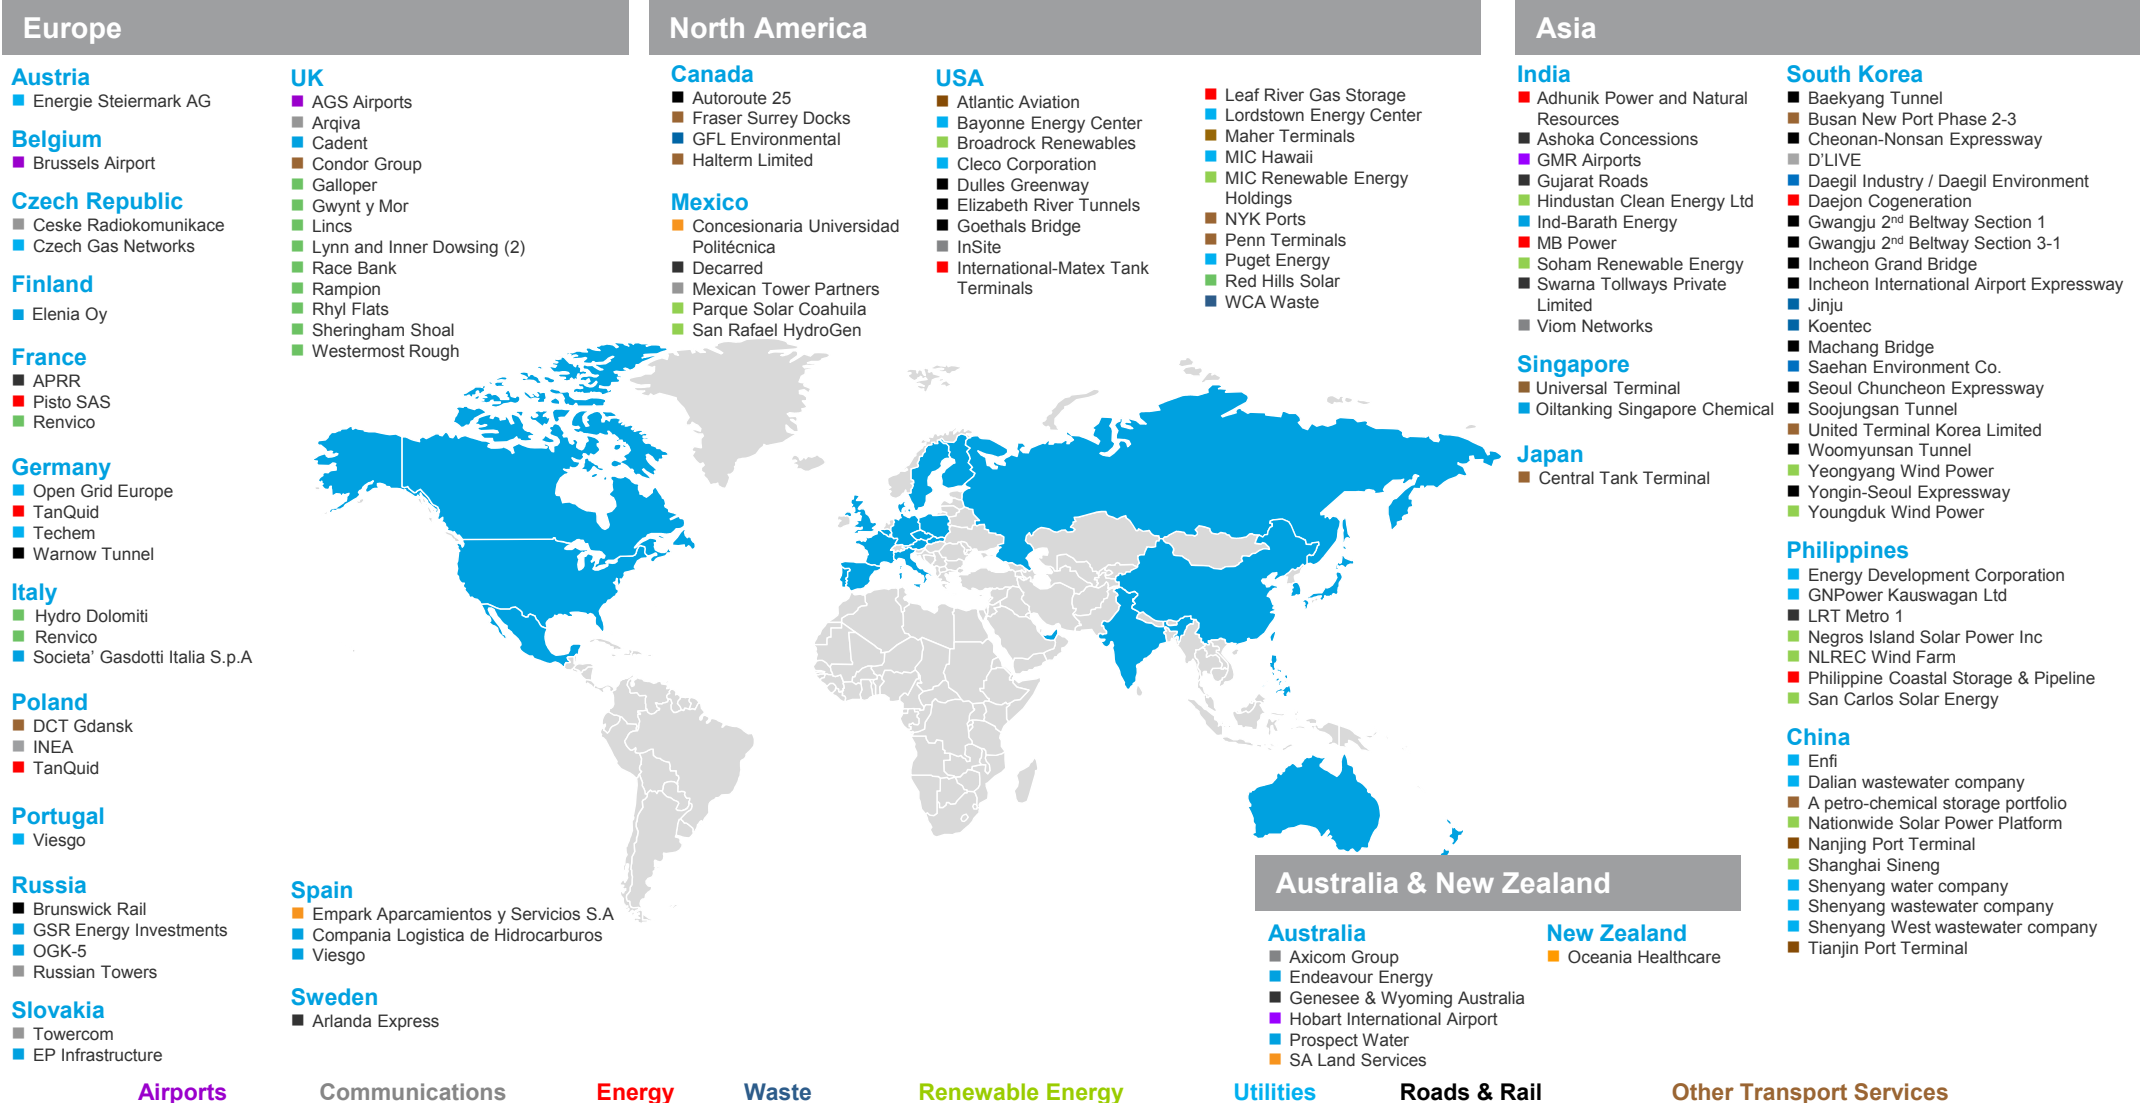 Europe
Austria
Energie Steiermark AG
Belgium
Brussels Airport
Czech Republic
Ceske Radiokomunikace
Czech Gas Networks
Finland
Elenia Oy
France
APRR
Pisto SAS
Renvico
Germany
Open Grid Europe
TanQuid
Techem
Warnow Tunnel
Italy
Hydro Dolomiti
Renvico
Societa’ Gasdotti Italia S.p.A
Poland
DCT Gdansk
INEA
TanQuid
Portugal
Viesgo
Russia
Brunswick Rail
GSR Energy Investments
OGK-5
Russian Towers
Slovakia
Towercom
EP Infrastructure
UK
AGS Airports
Arqiva
Cadent
Condor Group
Galloper
Gwynt y Mor
Lincs
Lynn and Inner Dowsing (2)
Race Bank
Rampion
Rhyl Flats
Sheringham Shoal
Westermost Rough
Spain
Empark Aparcamientos y Servicios S.A
Compania Logistica de Hidrocarburos
Viesgo
Sweden
Arlanda Express
North America
Canada
Autoroute 25
Fraser Surrey Docks
GFL Environmental
Halterm Limited
Mexico
Concesionaria Universidad
Politécnica
Decarred
Mexican Tower Partners
Parque Solar Coahuila
San Rafael HydroGen
USA
Atlantic Aviation
Bayonne Energy Center
Broadrock Renewables
Cleco Corporation
Dulles Greenway
Elizabeth River Tunnels
Goethals Bridge
InSite
International-Matex Tank
Terminals
Leaf River Gas Storage
Lordstown Energy Center
Maher Terminals
MIC Hawaii
MIC Renewable Energy
Holdings
NYK Ports
Penn Terminals
Puget Energy
Red Hills Solar
WCA Waste
Asia
India
Adhunik Power and Natural
Resources
Ashoka Concessions
GMR Airports
Gujarat Roads
Hindustan Clean Energy Ltd
Ind-Barath Energy
MB Power
Soham Renewable Energy
Swarna Tollways Private
Limited
Viom Networks
Singapore
Universal Terminal
Oiltanking Singapore Chemical
Japan
Central Tank Terminal
South Korea
Baekyang Tunnel
Busan New Port Phase 2-3
Cheonan-Nonsan Expressway
D’LIVE
Daegil Industry / Daegil Environment
Daejon Cogeneration
Gwangju 2nd Beltway Section 1
Gwangju 2nd Beltway Section 3-1
Incheon Grand Bridge
Incheon International Airport Expressway
Jinju
Koentec
Machang Bridge
Saehan Environment Co.
Seoul Chuncheon Expressway
Soojungsan Tunnel
United Terminal Korea Limited
Woomyunsan Tunnel
Yeongyang Wind Power
Yongin-Seoul Expressway
Youngduk Wind Power
Philippines
Energy Development Corporation
GNPower Kauswagan Ltd
LRT Metro 1
Negros Island Solar Power Inc
NLREC Wind Farm
Philippine Coastal Storage & Pipeline
San Carlos Solar Energy
China
Enfi
Dalian wastewater company
A petro-chemical storage portfolio
Nationwide Solar Power Platform
Nanjing Port Terminal
Shanghai Sineng
Shenyang water company
Shenyang wastewater company
Shenyang West wastewater company
Tianjin Port Terminal
Australia & New Zealand
Australia
Axicom Group
Endeavour Energy
Genesee & Wyoming Australia
Hobart International Airport
Prospect Water
SA Land Services
New Zealand
Oceania Healthcare
Airports Communications Energy Waste Renewable Energy Utilities Roads & Rail Other Transport Services